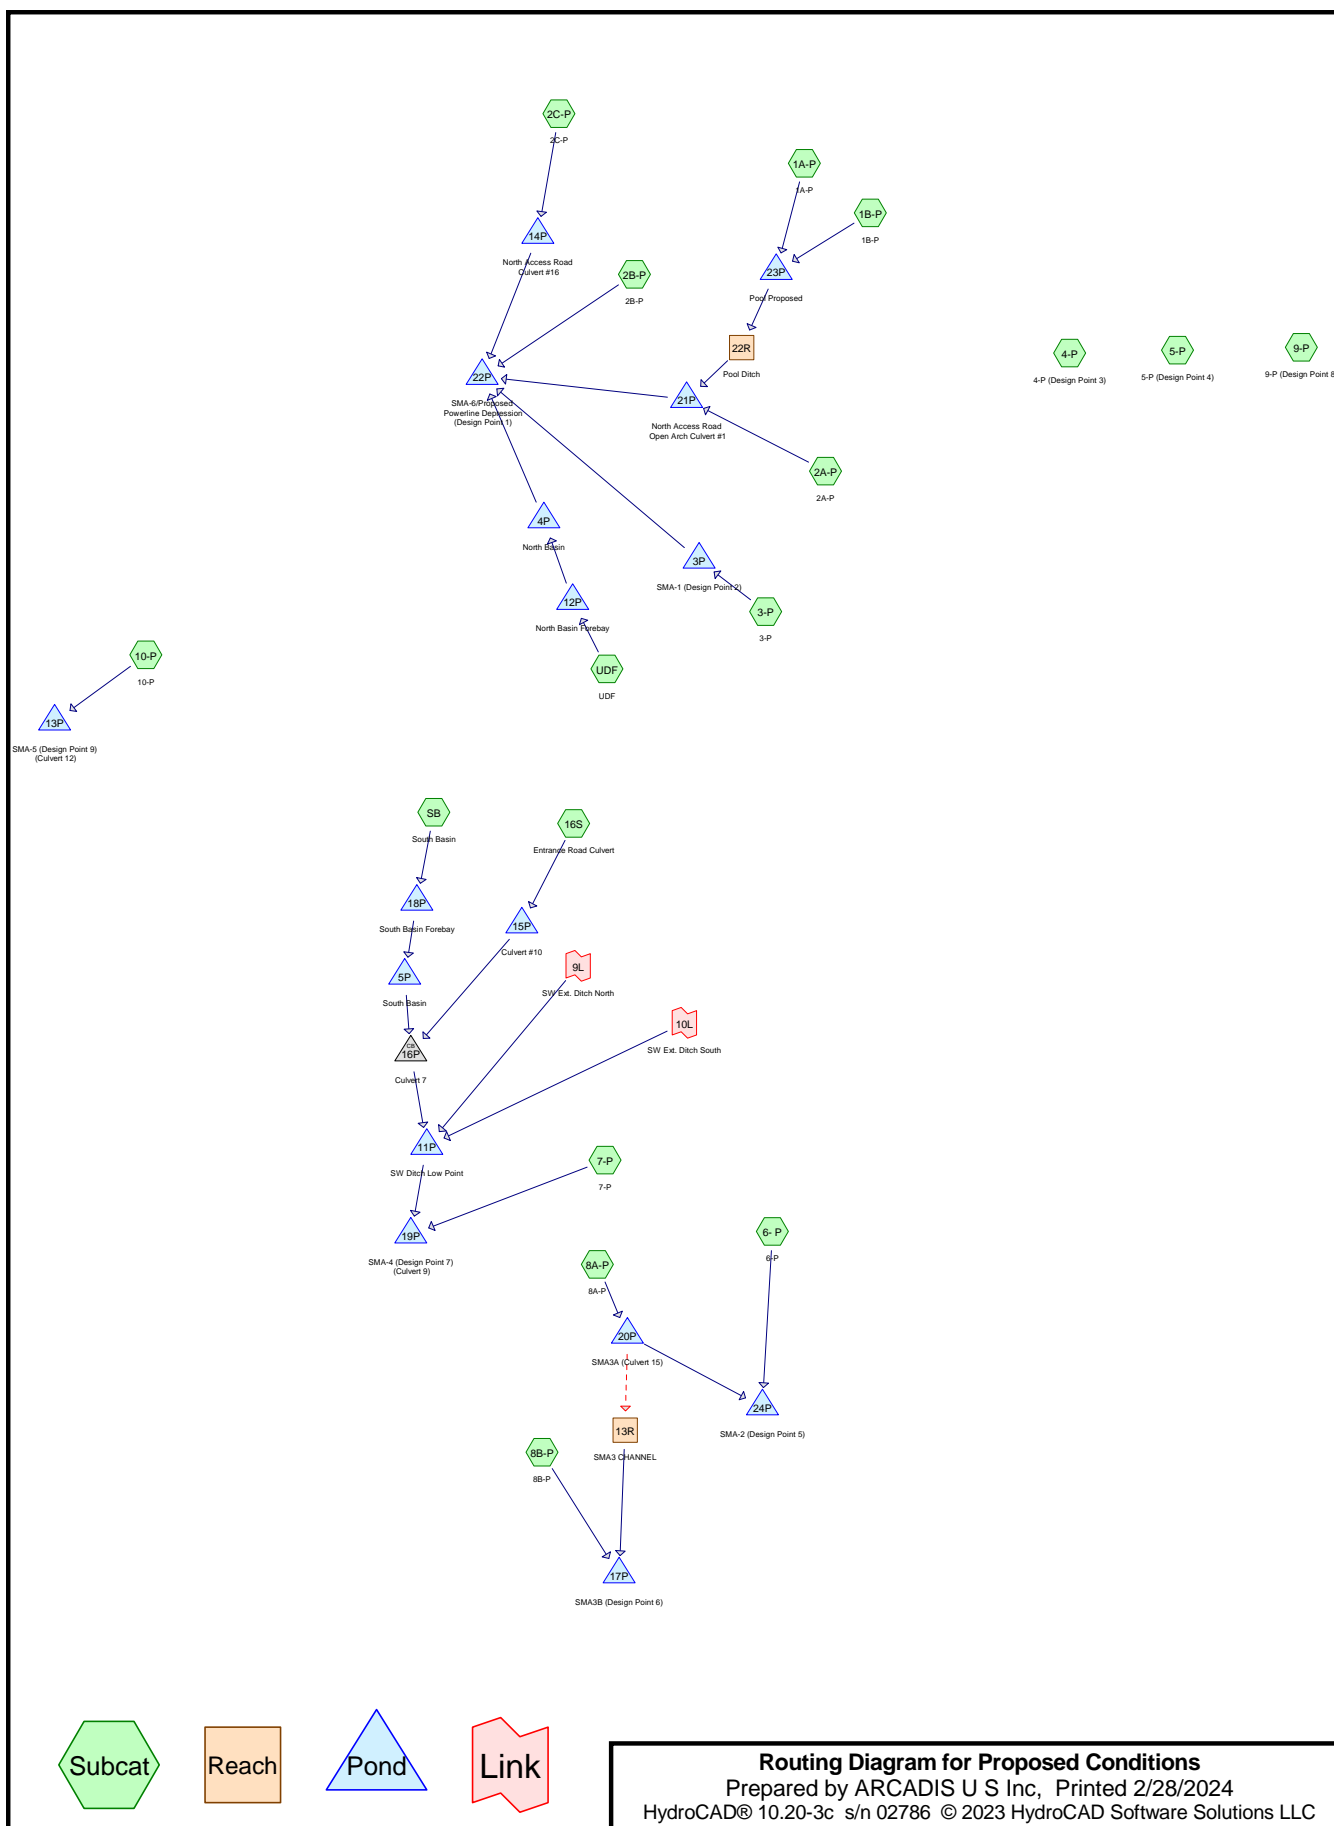 2C-P
2C-P
1A-P
1A-P
1B-P
1B-P
14P
North Access Road
Culvert #16
2B-P
2B-P
23P
Pool Proposed
22R
Pool Ditch
4-P
4-P (Design Point 3)
5-P
5-P (Design Point 4)
9-P
9-P (Design Point 8
22P
SMA-6/Proposed
Powerline Depression
(Design Point 1)
21P
North Access Road
Open Arch Culvert #1
2A-P
2A-P
4P
North Basin
3P
SMA-1 (Design Point 2)
12P
North Basin Forebay
3-P
3-P
UDF
UDF
10-P
10-P
13P
SMA-5 (Design Point 9)
(Culvert 12)
SB
South Basin
16S
Entrance Road Culvert
18P
South Basin Forebay
15P
Culvert #10
5P
South Basin
9L
SW Ext. Ditch North
10L
SW Ext. Ditch South
CB
16P
Culvert 7
11P
SW Ditch Low Point
7-P
7-P
19P
SMA-4 (Design Point 7)
(Culvert 9)
6- P
6-P
8A-P
8A-P
20P
SMA3A (Culvert 15)
24P
SMA-2 (Design Point 5)
13R
SMA3 CHANNEL
8B-P
8B-P
17P
SMA3B (Design Point 6)
Subcat
Reach
Pond
Link
Routing Diagram for Proposed Conditions
Prepared by ARCADIS U S Inc, Printed 2/28/2024
HydroCAD® 10.20-3c s/n 02786 © 2023 HydroCAD Software Solutions LLC